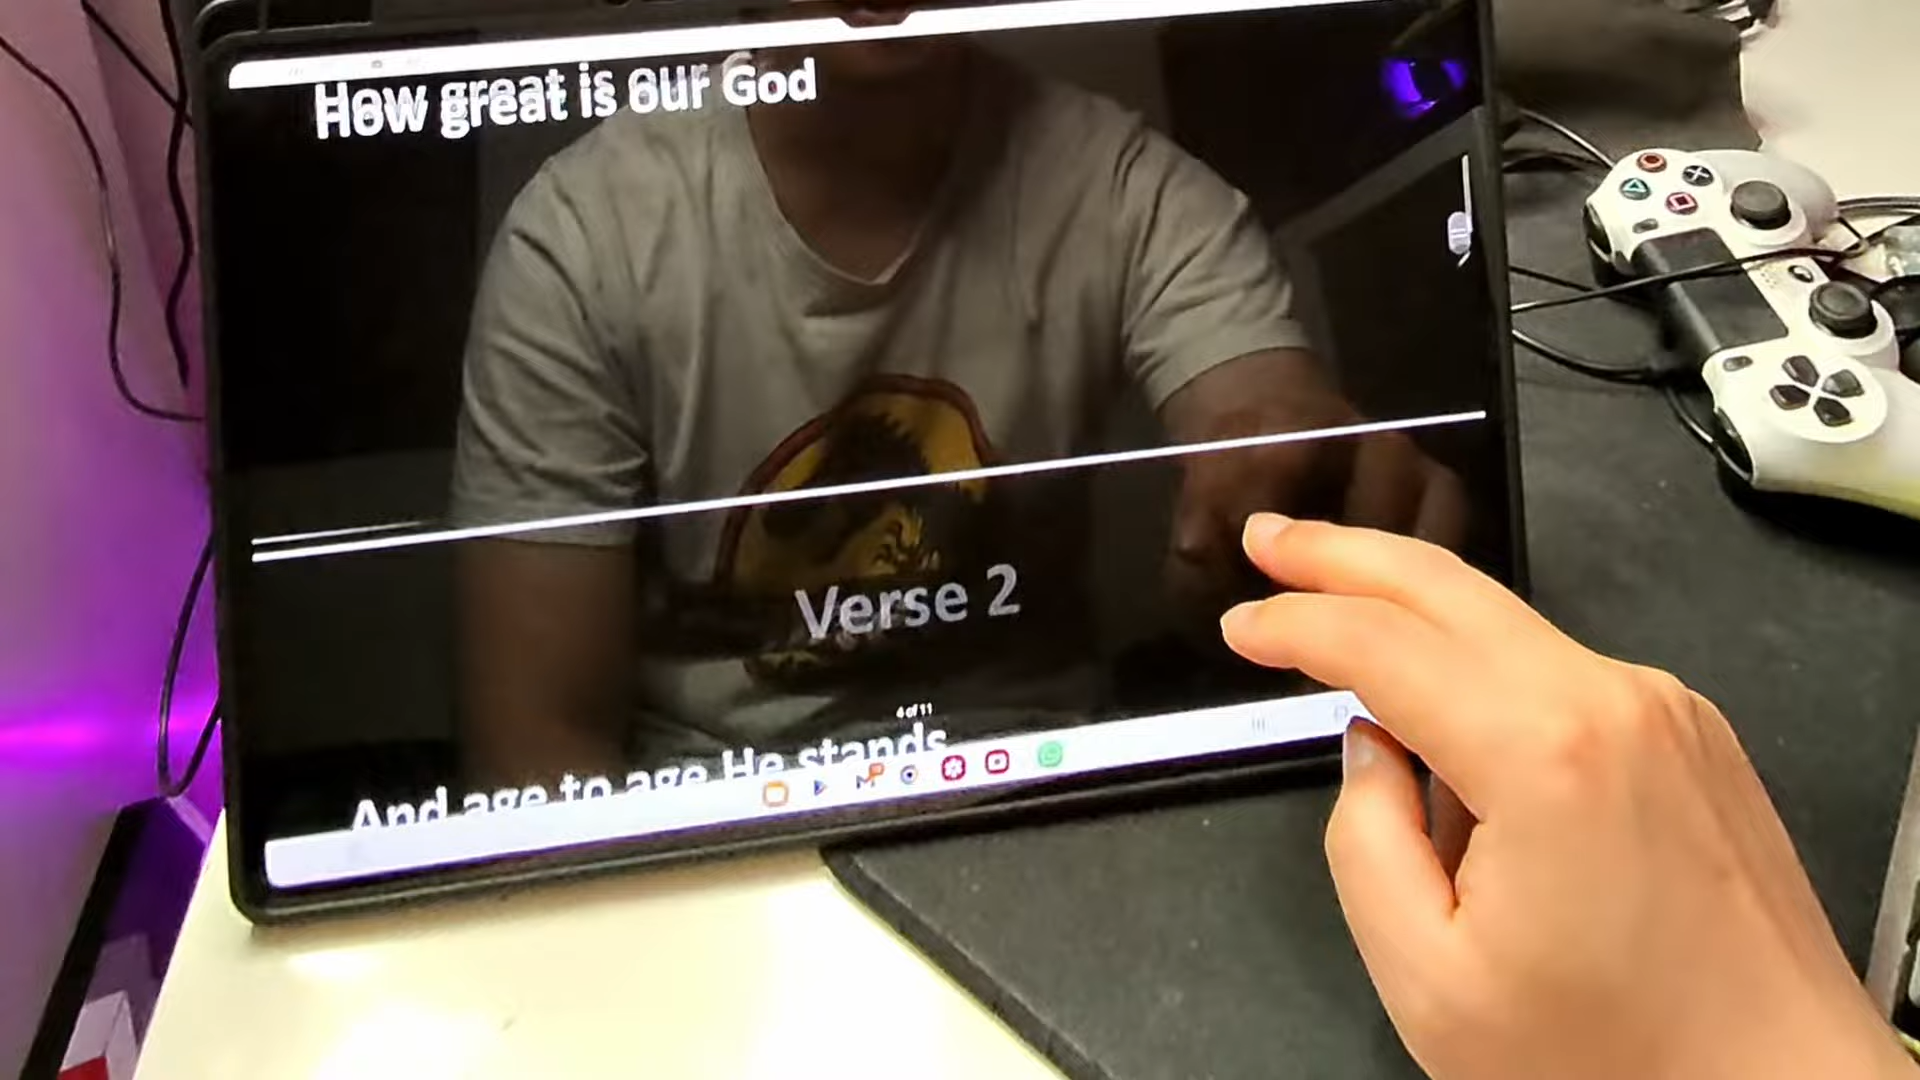 How great is our God
Verse 2
4 of 11
And age to age He stands